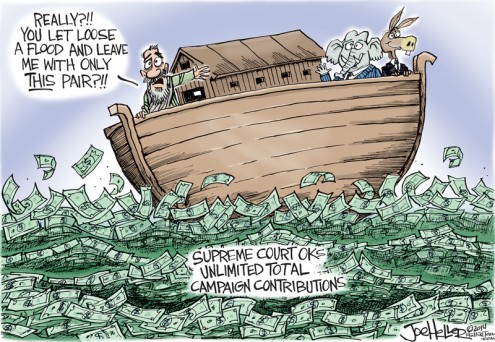 REALLY?!!
YOU LET LOOSE
A FLOOD AND LEAVE
ME WITH ONLY
THIS PAIR?!!
SUPREME COURT OKS
UNLIMITED TOTAL
CAMPAIGN CONTRIBUTIONS
JOE HELLER
©2014